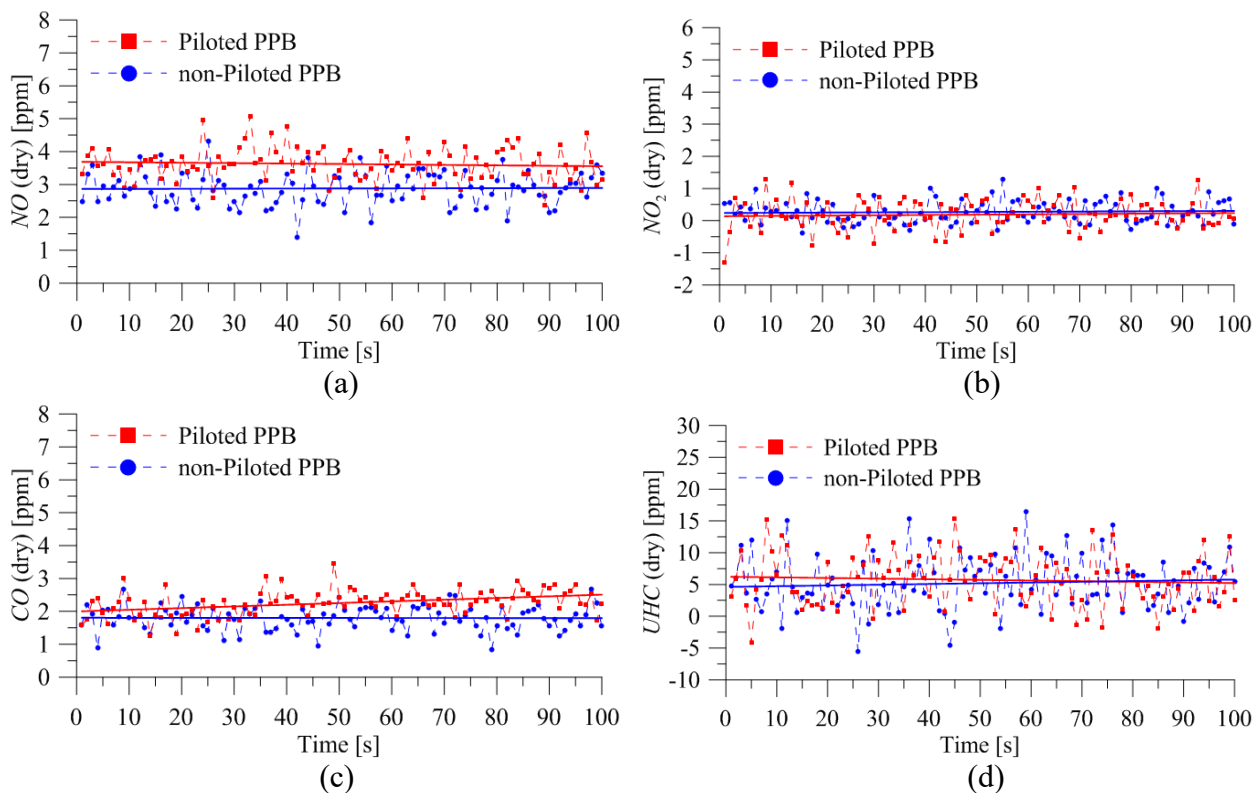 8
7
6
5
4
3
2
1
0
NO (dry) [ppm]
Piloted PPB
non-Piloted PPB
0 10 20 30 40 50 60 70 80 90 100
Time [s]
(a)
6
5
4
3
2
1
0
-1
-2
NO₂ (dry) [ppm]
Piloted PPB
non-Piloted PPB
0 10 20 30 40 50 60 70 80 90 100
Time [s]
(b)
8
7
6
5
4
3
2
1
0
CO (dry) [ppm]
Piloted PPB
non-Piloted PPB
0 10 20 30 40 50 60 70 80 90 100
Time [s]
(c)
30
25
20
15
10
5
0
-5
-10
UHC (dry) [ppm]
Piloted PPB
non-Piloted PPB
0 10 20 30 40 50 60 70 80 90 100
Time [s]
(d)